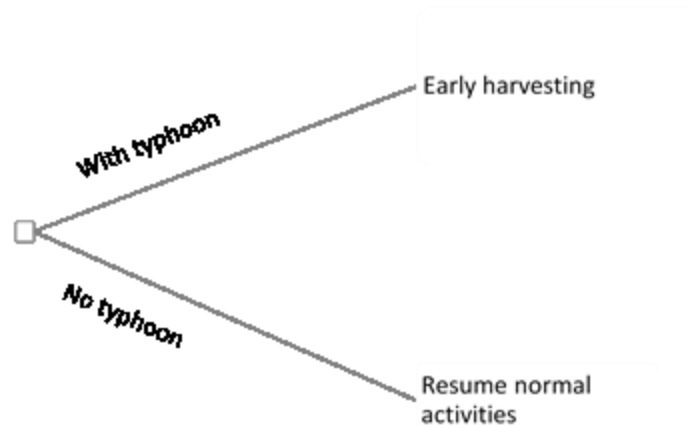 With typhoon
Early harvesting
No typhoon
Resume normal
activities